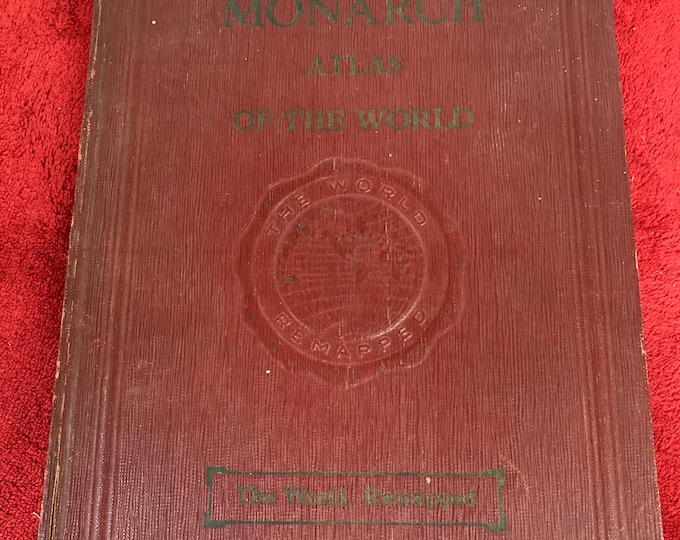 MONARCH
ATLAS
OF THE WORLD
THE WORLD
REMAPPED
The World Remapped